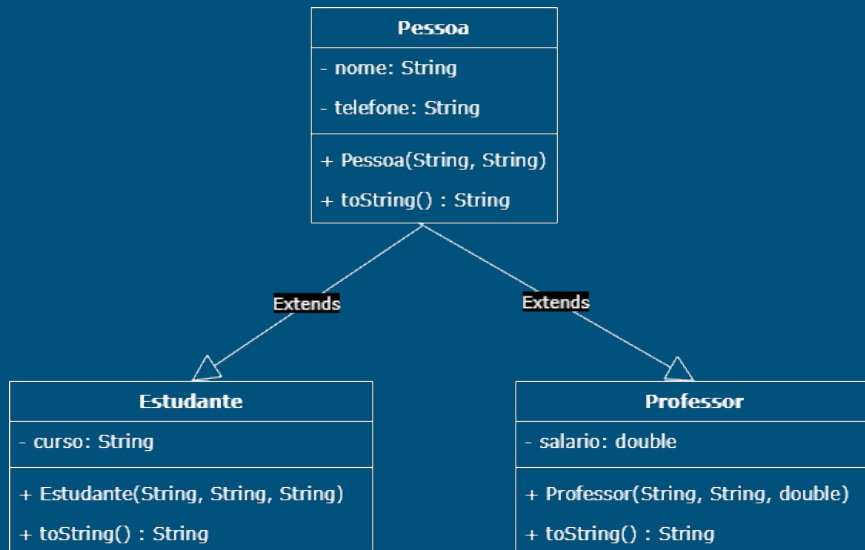 Pessoa
- nome: String
- telefone: String
+ Pessoa(String, String)
+ toString() : String
Extends
Extends
Estudante
- curso: String
+ Estudante(String, String, String)
+ toString() : String
Professor
- salario: double
+ Professor(String, String, double)
+ toString() : String